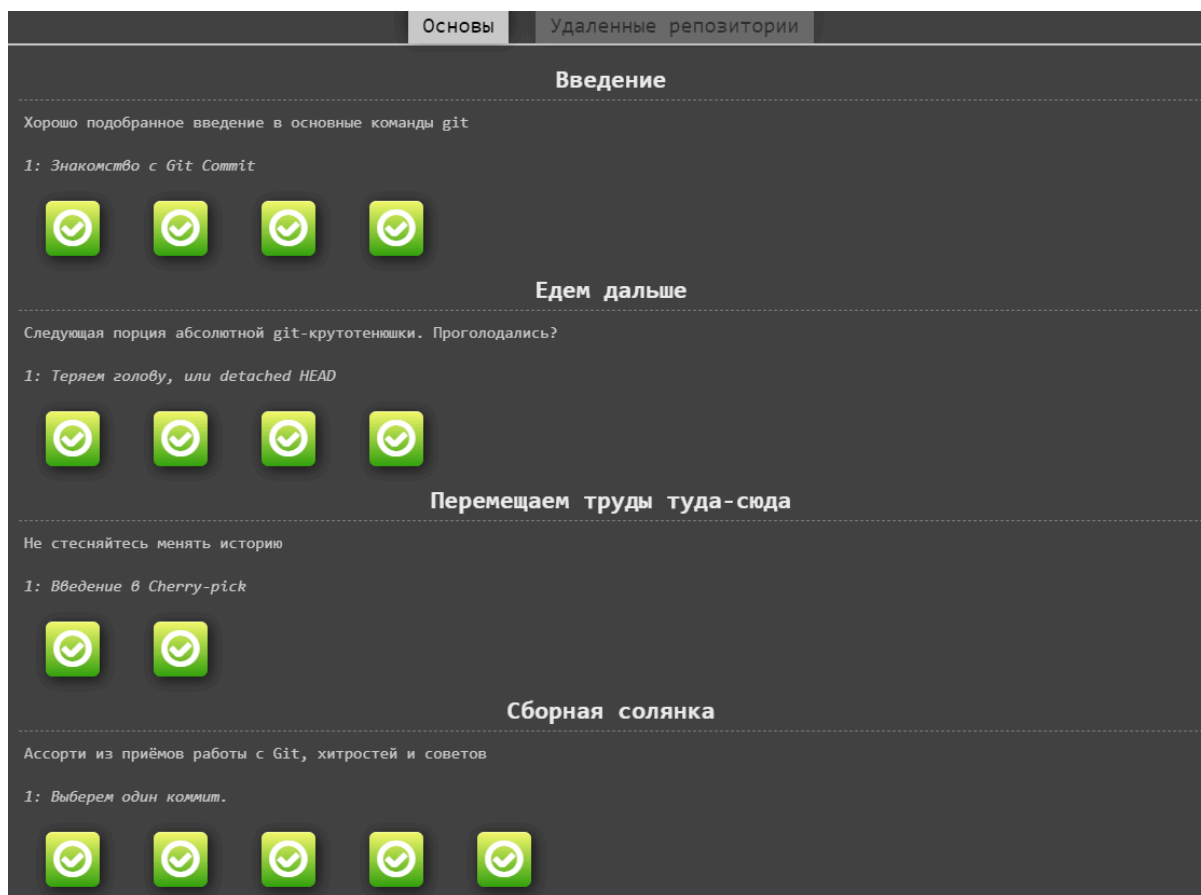 Основы Удаленные репозитории
Введение
Хорошо подобранное введение в основные команды git
1: Знакомство с Git Commit
Едем дальше
Следующая порция абсолютной git-крутотенюшки. Проголодались?
1: Теряем голову, или detached HEAD
Перемещаем труды туда-сюда
Не стесняйтесь менять историю
1: Введение в Cherry-pick
Сборная солянка
Ассорти из приёмов работы с Git, хитростей и советов
1: Выберем один коммит.